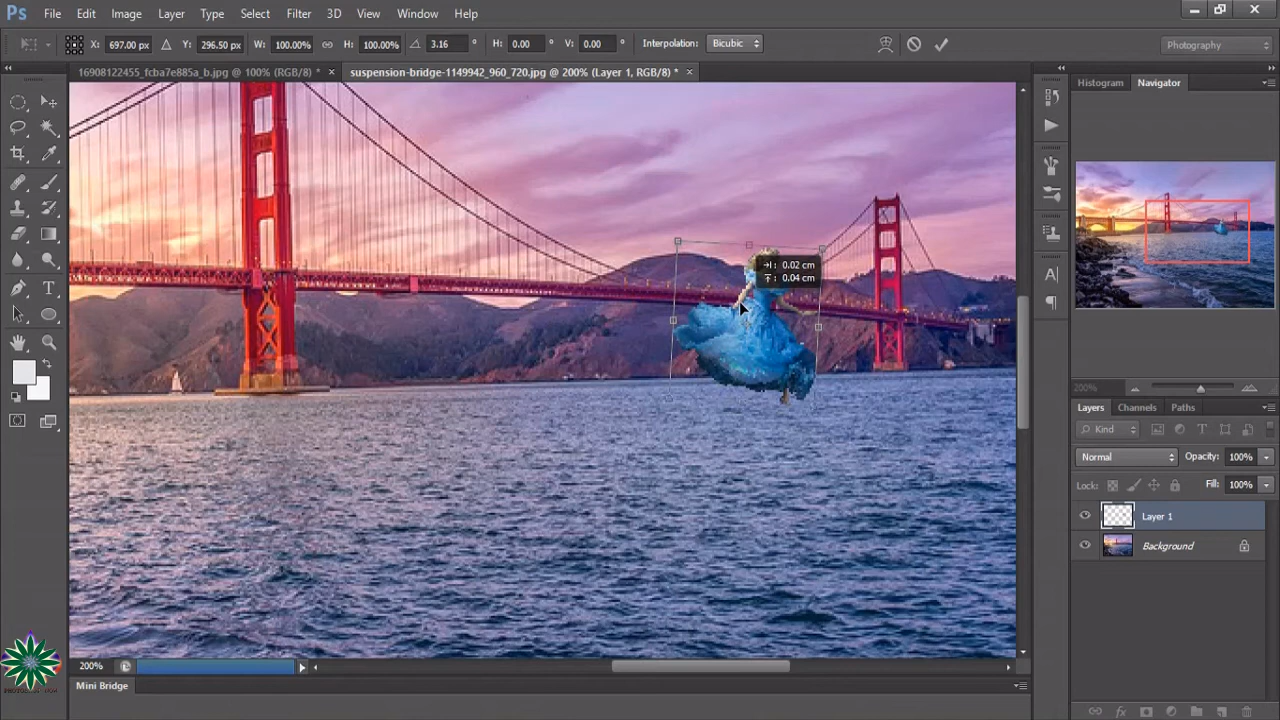 Ps File Edit Image Layer Type Select Filter 3D View Window Help
X: 697.00 px Y: 296.50 px W: 100.00% H: 100.00% 3.16 ° H: 0.00 ° V: 0.00 ° Interpolation: Bicubic Photography
16908122455_fcba7e885a_b.jpg @ 100% (RGB/8) * × suspension-bridge-1149942_960_720.jpg @ 200% (Layer 1, RGB/8) * ×
Histogram Navigator
0.02 cm
0.04 cm
200%
Layers Channels Paths
Kind
Normal Opacity: 100%
Lock: Fill: 100%
Layer 1
Background
200%
Mini Bridge